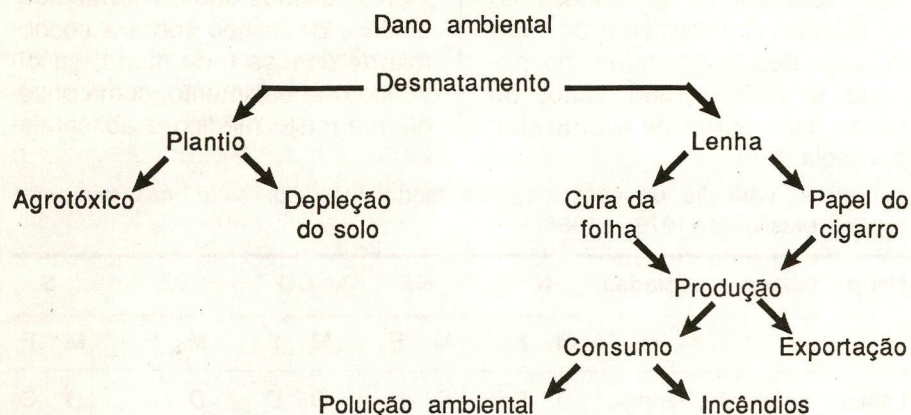 Dano ambiental
Desmatamento
Plantio
Lenha
Agrotóxico
Depleção
do solo
Cura da
folha
Papel do
cigarro
Produção
Consumo
Exportação
Poluição ambiental
Incêndios